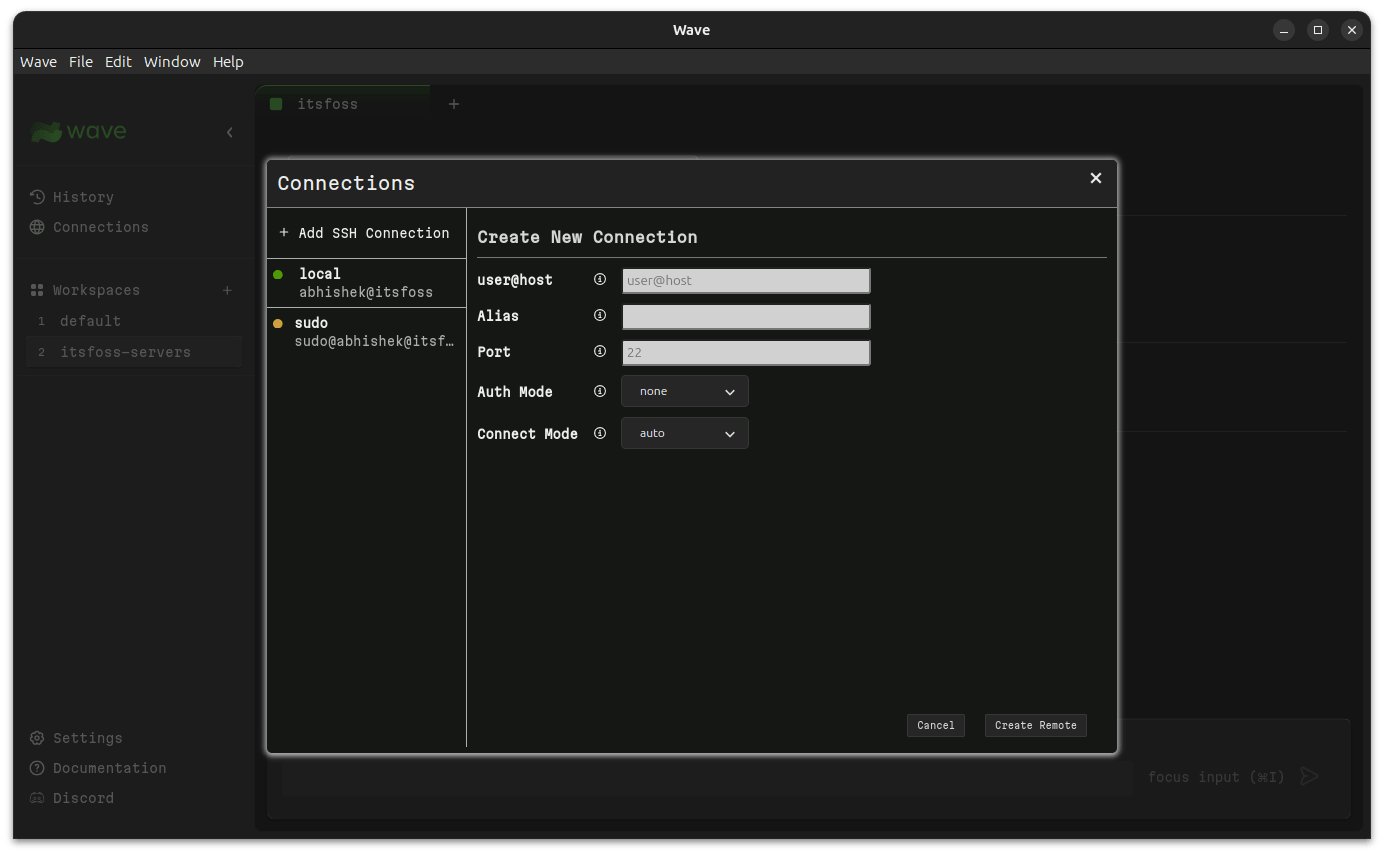 Wave
Wave File Edit Window Help
wave
itsfoss
+
History
Connections
Workspaces +
1 default
2 itsfoss-servers
Settings
Documentation
Discord
Connections
+ Add SSH Connection
local
abhishek@itsfoss
sudo
sudo@abhishek@itsf…
Create New Connection
user@host user@host
Alias
Port 22
Auth Mode none
Connect Mode auto
Cancel Create Remote
focus input (⌘I)